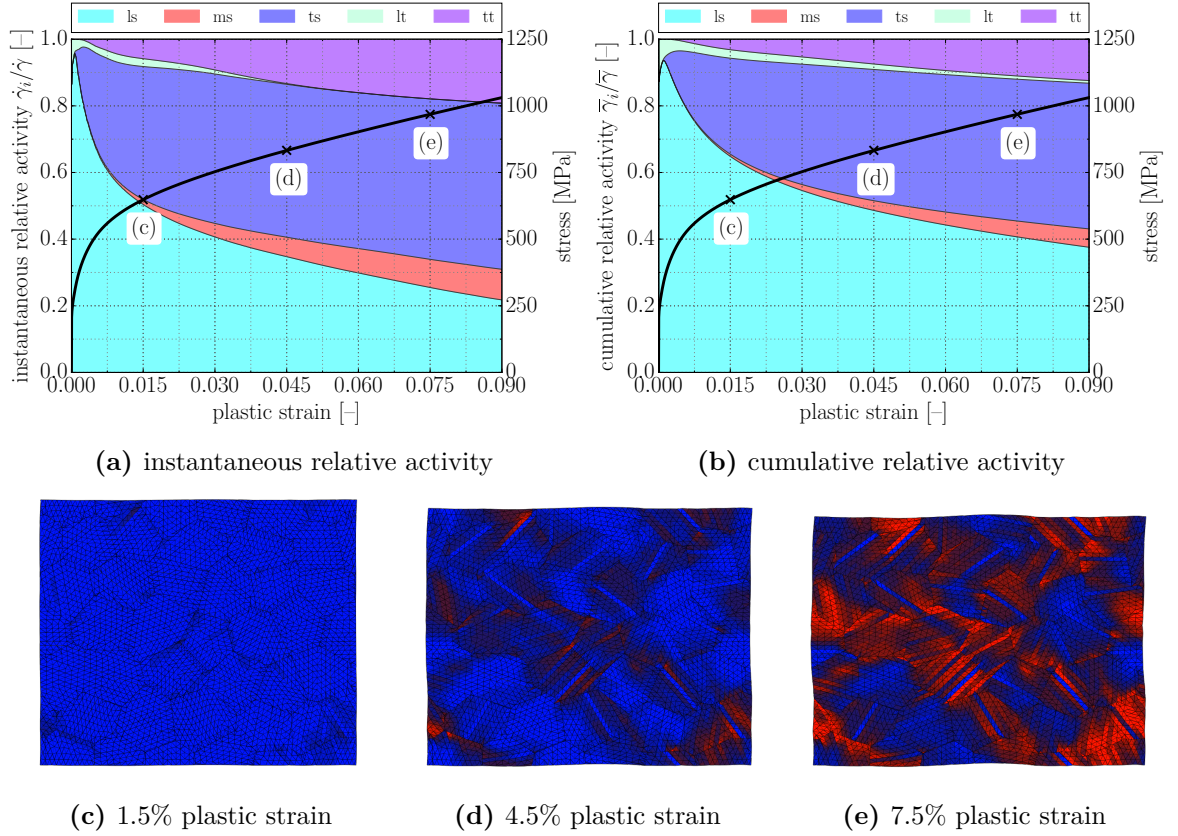 ls ms ts lt tt
instantaneous relative activity γ̇ᵢ/γ̇ [–]
1.0
0.8
0.6
0.4
0.2
0.0
(c)
(d)
(e)
1250
1000
750
500
250
0
stress [MPa]
0.000 0.015 0.030 0.045 0.060 0.075 0.090
plastic strain [–]
(a) instantaneous relative activity
ls ms ts lt tt
cumulative relative activity γ̅ᵢ/γ̅ [–]
1.0
0.8
0.6
0.4
0.2
0.0
(c)
(d)
(e)
1250
1000
750
500
250
0
stress [MPa]
0.000 0.015 0.030 0.045 0.060 0.075 0.090
plastic strain [–]
(b) cumulative relative activity
(c) 1.5% plastic strain
(d) 4.5% plastic strain
(e) 7.5% plastic strain